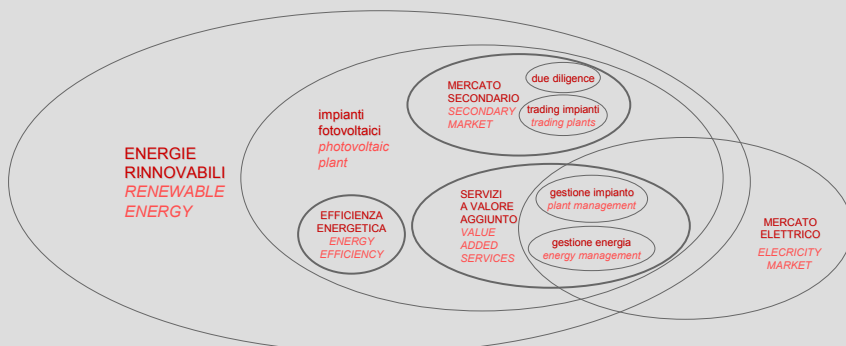 ENERGIE
RINNOVABILI
RENEWABLE
ENERGY
impianti
fotovoltaici
photovoltaic
plant
MERCATO
SECONDARIO
SECONDARY
MARKET
due diligence
trading impianti
trading plants
EFFICIENZA
ENERGETICA
ENERGY
EFFICIENCY
SERVIZI
A VALORE
AGGIUNTO
VALUE
ADDED
SERVICES
gestione impianto
plant management
gestione energia
energy management
MERCATO
ELETTRICO
ELECRICITY
MARKET